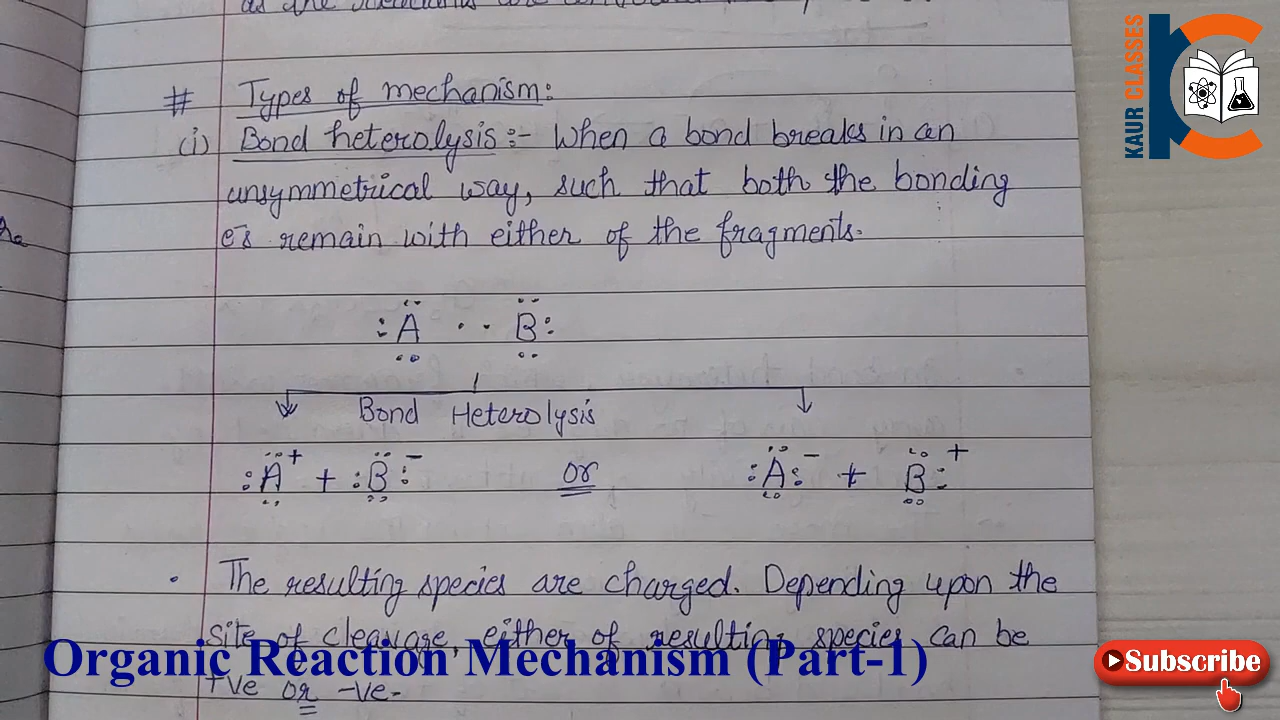 as the
# Types of mechanism:
(i) Bond heterolysis :- When a bond breaks in an
unsymmetrical way, such that both the bonding
e⁻s remain with either of the fragments.
:A · · B:
Bond Heterolysis
:A⁺ + :B:⁻ or :A:⁻ + B:⁺
· The resulting species are charged. Depending upon the
site of cleavage, either of resulting species can be
+ve or -ve.
Organic Reaction Mechanism (Part-1)
Subscribe
KAUR CLASSES